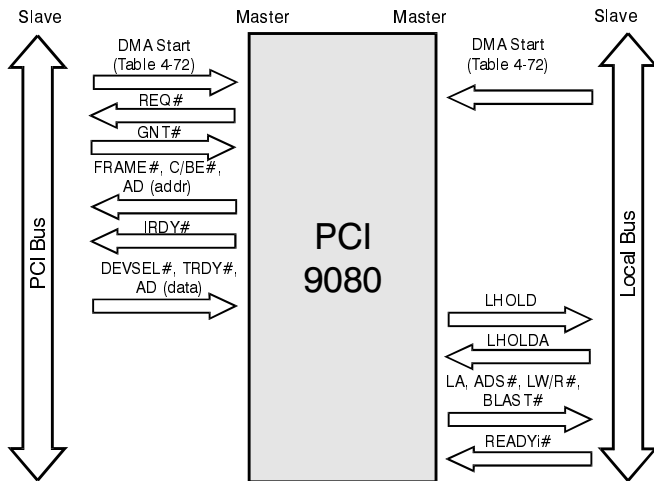 Slave
Master
Master
Slave
DMA Start
(Table 4-72)
REQ#
GNT#
FRAME#, C/BE#,
AD (addr)
IRDY#
DEVSEL#, TRDY#,
AD (data)
PCI Bus
PCI
9080
DMA Start
(Table 4-72)
LHOLD
LHOLDA
LA, ADS#, LW/R#,
BLAST#
READYi#
Local Bus